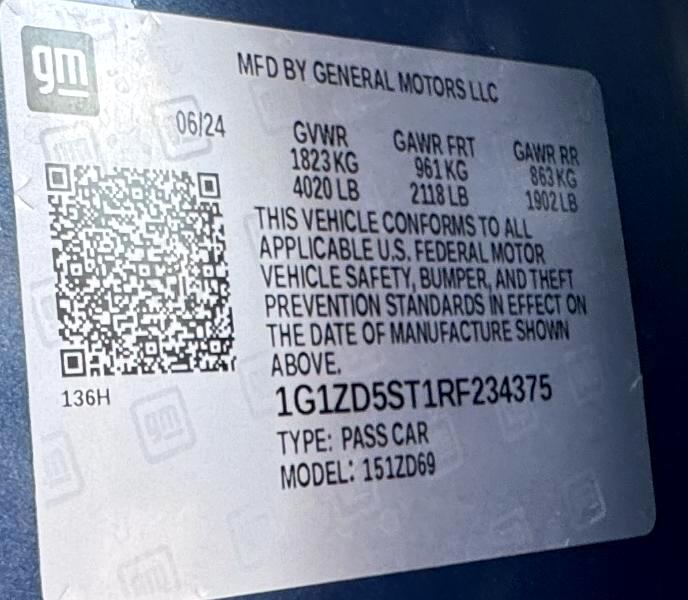 gm
MFD BY GENERAL MOTORS LLC
06/24
GVWR GAWR FRT GAWR RR
1823 KG 961 KG 863 KG
4020 LB 2118 LB 1902 LB
THIS VEHICLE CONFORMS TO ALL
APPLICABLE U.S. FEDERAL MOTOR
VEHICLE SAFETY, BUMPER, AND THEFT
PREVENTION STANDARDS IN EFFECT ON
THE DATE OF MANUFACTURE SHOWN
ABOVE.
136H
1G1ZD5ST1RF234375
TYPE: PASS CAR
MODEL: 151ZD69